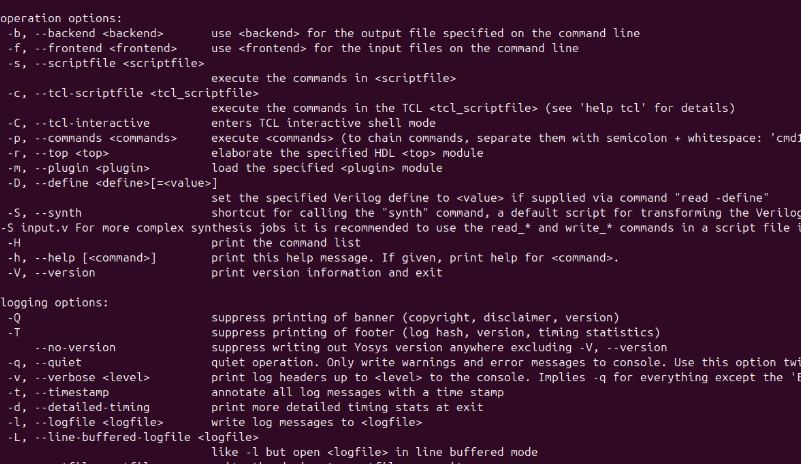 operation options:
-b, --backend <backend> use <backend> for the output file specified on the command line
-f, --frontend <frontend> use <frontend> for the input files on the command line
-s, --scriptfile <scriptfile>
execute the commands in <scriptfile>
-c, --tcl-scriptfile <tcl_scriptfile>
execute the commands in the TCL <tcl_scriptfile> (see 'help tcl' for details)
-C, --tcl-interactive enters TCL interactive shell mode
-p, --commands <commands> execute <commands> (to chain commands, separate them with semicolon + whitespace: 'cmd1
-r, --top <top> elaborate the specified HDL <top> module
-m, --plugin <plugin> load the specified <plugin> module
-D, --define <define>[=<value>]
set the specified Verilog define to <value> if supplied via command "read -define"
-S, --synth shortcut for calling the "synth" command, a default script for transforming the Verilog
-S input.v For more complex synthesis jobs it is recommended to use the read_* and write_* commands in a script file i
-H print the command list
-h, --help [<command>] print this help message. If given, print help for <command>.
-V, --version print version information and exit
logging options:
-Q suppress printing of banner (copyright, disclaimer, version)
-T suppress printing of footer (log hash, version, timing statistics)
--no-version suppress writing out Yosys version anywhere excluding -V, --version
-q, --quiet quiet operation. Only write warnings and error messages to console. Use this option twi
-v, --verbose <level> print log headers up to <level> to the console. Implies -q for everything except the 'E
-t, --timestamp annotate all log messages with a time stamp
-d, --detailed-timing print more detailed timing stats at exit
-l, --logfile <logfile> write log messages to <logfile>
-L, --line-buffered-logfile <logfile>
like -l but open <logfile> in line buffered mode